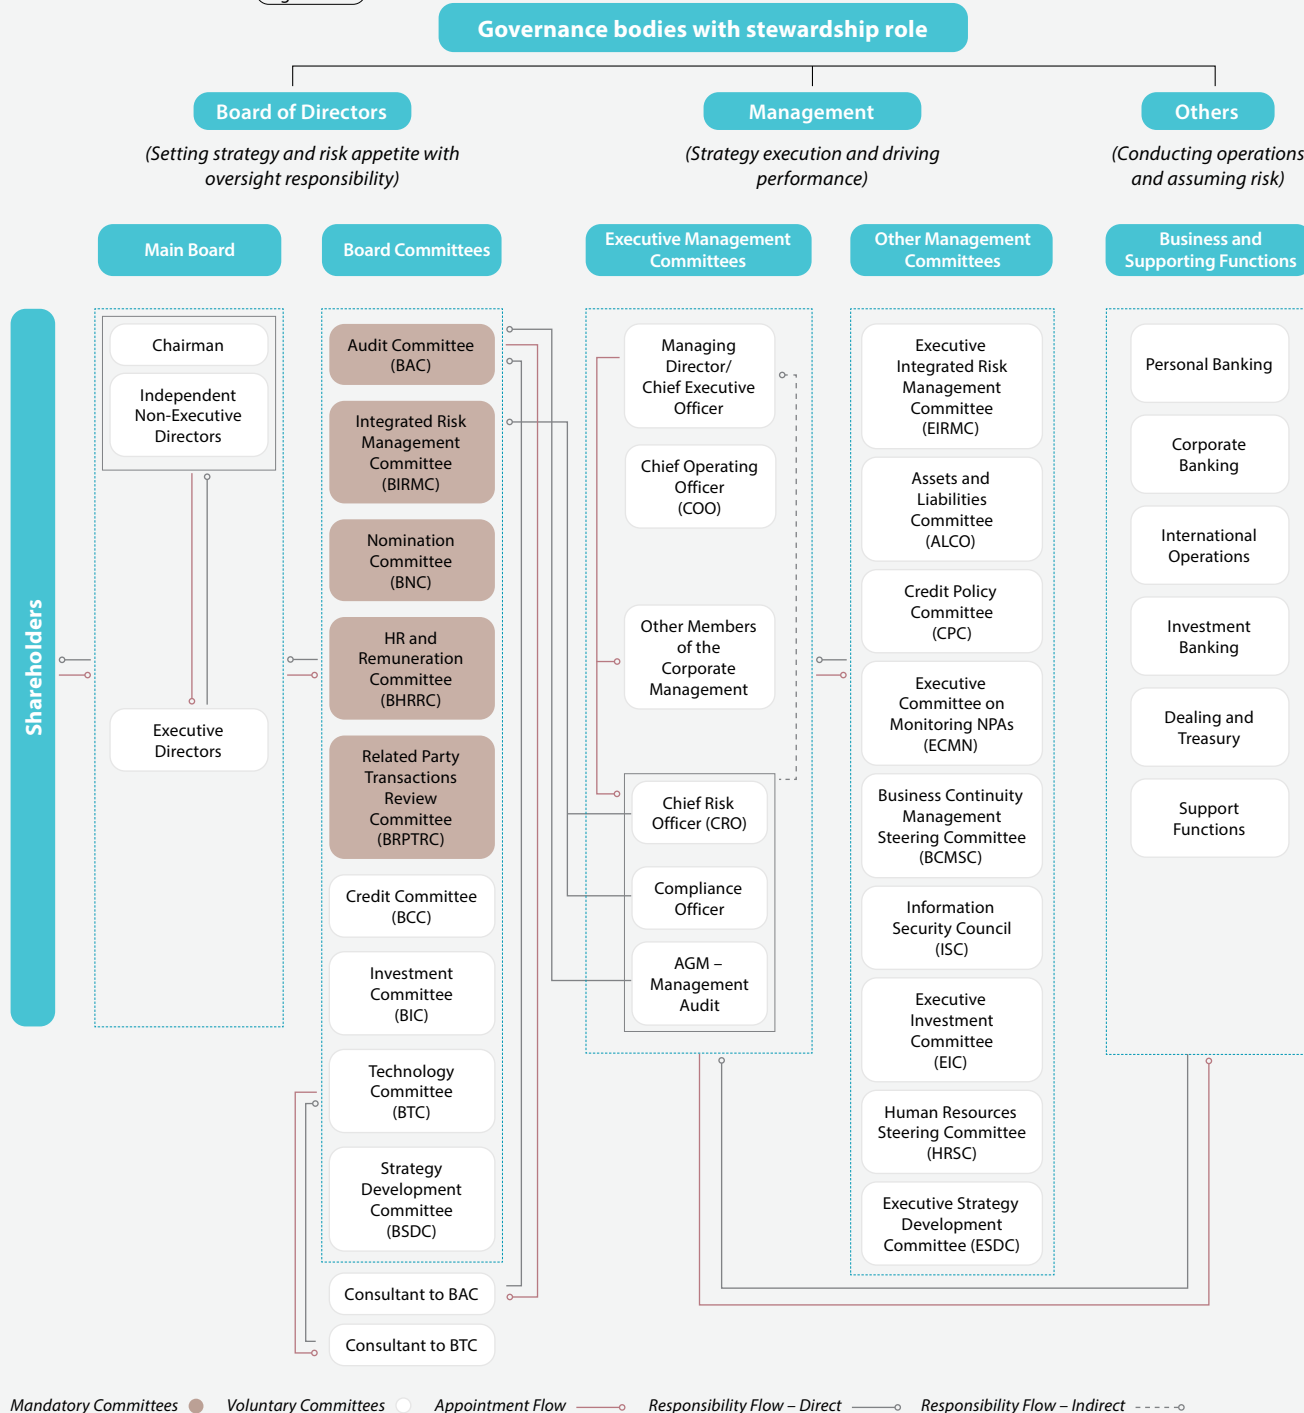 Governance bodies with stewardship role
Board of Directors
(Setting strategy and risk appetite with
oversight responsibility)
Management
(Strategy execution and driving
performance)
Others
(Conducting operations
and assuming risk)
Main Board
Board Committees
Executive Management
Committees
Other Management
Committees
Business and
Supporting Functions
Shareholders
Chairman
Independent
Non-Executive
Directors
Executive
Directors
Audit Committee
(BAC)
Integrated Risk
Management
Committee
(BIRMC)
Nomination
Committee
(BNC)
HR and
Remuneration
Committee
(BHRRC)
Related Party
Transactions
Review
Committee
(BRPTRC)
Credit Committee
(BCC)
Investment
Committee
(BIC)
Technology
Committee
(BTC)
Strategy
Development
Committee
(BSDC)
Consultant to BAC
Consultant to BTC
Managing
Director/
Chief Executive
Officer
Chief Operating
Officer
(COO)
Other Members
of the
Corporate
Management
Chief Risk
Officer (CRO)
Compliance
Officer
AGM –
Management
Audit
Executive
Integrated Risk
Management
Committee
(EIRMC)
Assets and
Liabilities
Committee
(ALCO)
Credit Policy
Committee
(CPC)
Executive
Committee on
Monitoring NPAs
(ECMN)
Business Continuity
Management
Steering Committee
(BCMSC)
Information
Security Council
(ISC)
Executive
Investment
Committee
(EIC)
Human Resources
Steering Committee
(HRSC)
Executive Strategy
Development
Committee (ESDC)
Personal Banking
Corporate
Banking
International
Operations
Investment
Banking
Dealing and
Treasury
Support
Functions
Mandatory Committees
Voluntary Committees
Appointment Flow
Responsibility Flow – Direct
Responsibility Flow – Indirect